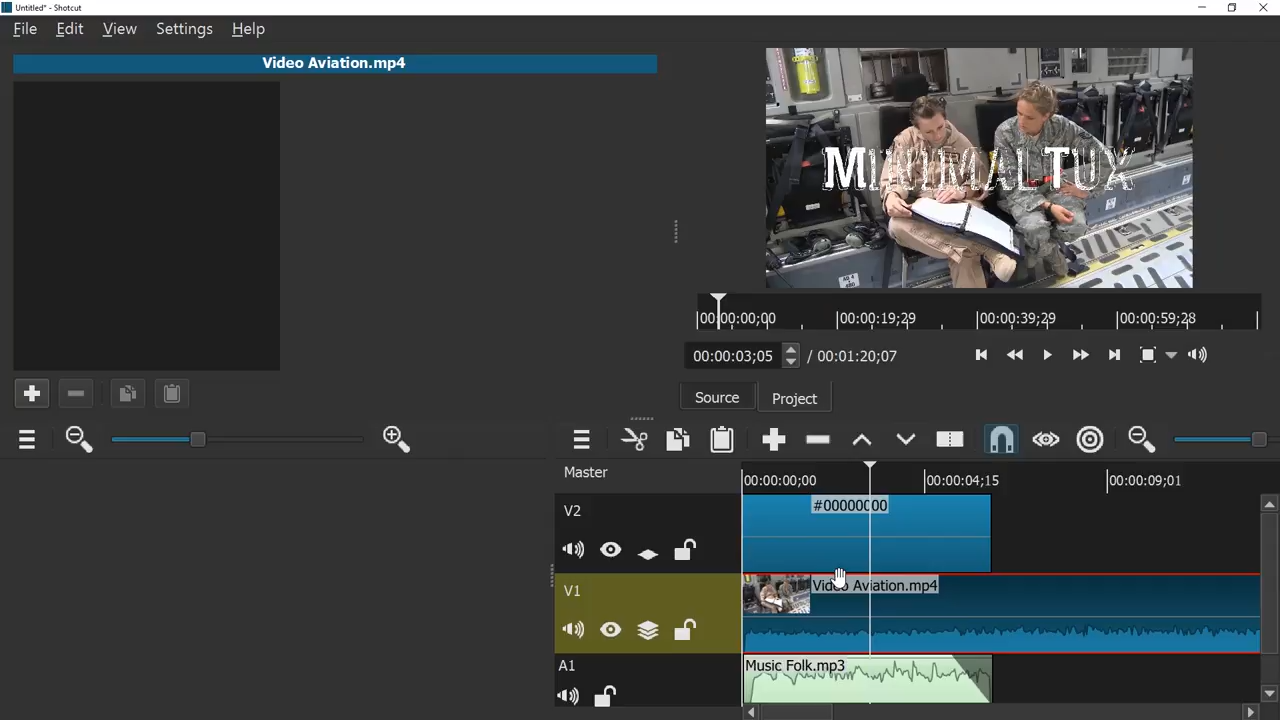 Untitled* - Shotcut
File Edit View Settings Help
Video Aviation.mp4
MINIMALTUX
00:00:00;00 00:00:19;29 00:00:39;29 00:00:59;28
00:00:03;05 / 00:01:20;07
Source Project
Master
00:00:00;00 00:00:04;15 00:00:09;01
V2
#00000000
V1
Video Aviation.mp4
A1
Music Folk.mp3